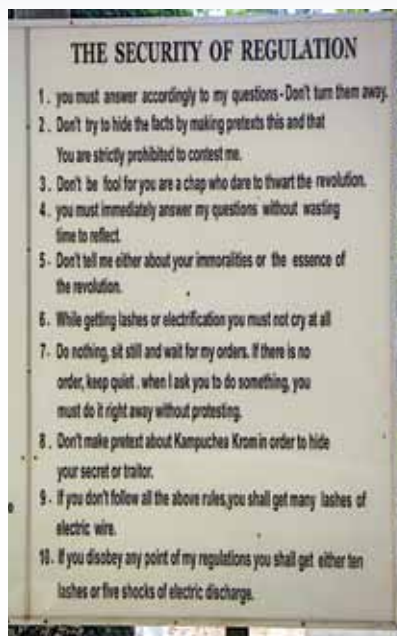 THE SECURITY OF REGULATION
1. you must answer accordingly to my questions - Don't turn them away.
2. Don't try to hide the facts by making pretexts this and that
You are strictly prohibited to contest me.
3. Don't be fool for you are a chap who dare to thwart the revolution.
4. you must immediately answer my questions without wasting
time to reflect.
5- Don't tell me either about your immoralities or the essence of
the revolution.
6. While getting lashes or electrification you must not cry at all
7- Do nothing, sit still and wait for my orders. If there is no
order, keep quiet . when I ask you to do something, you
must do it right away without protesting.
8. Don't make pretext about Kampuchea Krom in order to hide
your secret or traitor.
9- If you don't follow all the above rules,you shall get many lashes of
electric wire.
10. If you disobey any point of my regulations you shall get either ten
lashes or five shocks of electric discharge.